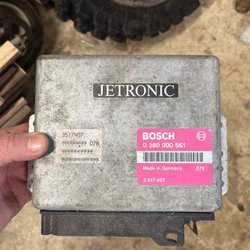 JETRONIC
3517407
078
BOSCH
0 280 000 561
Made in Germany 078
3 517 407